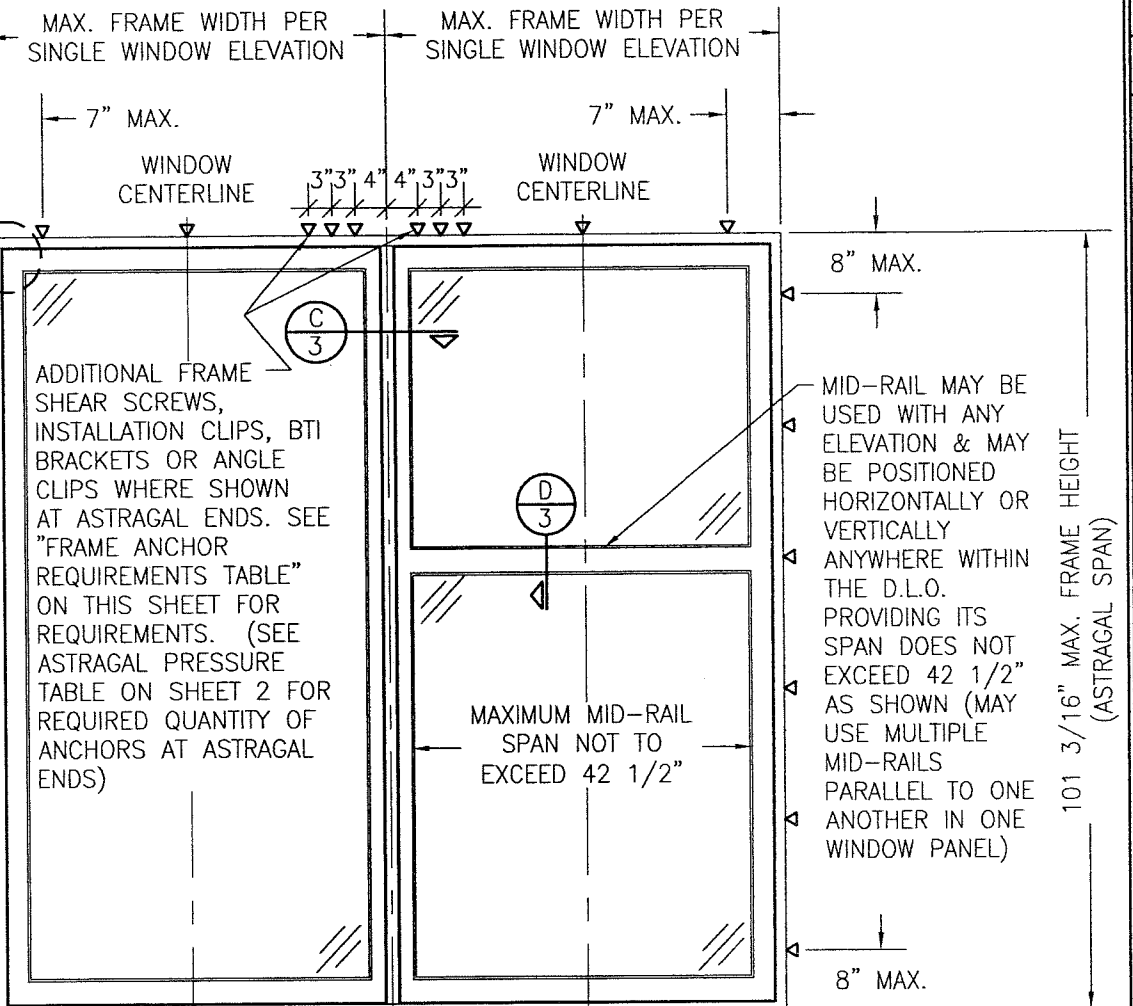 MAX. FRAME WIDTH PER
SINGLE WINDOW ELEVATION
MAX. FRAME WIDTH PER
SINGLE WINDOW ELEVATION
7" MAX.
7" MAX.
WINDOW
CENTERLINE
3" 3" 4" 4" 3" 3"
WINDOW
CENTERLINE
8" MAX.
C
3
ADDITIONAL FRAME
SHEAR SCREWS,
INSTALLATION CLIPS, BTI
BRACKETS OR ANGLE
CLIPS WHERE SHOWN
AT ASTRAGAL ENDS. SEE
"FRAME ANCHOR
REQUIREMENTS TABLE"
ON THIS SHEET FOR
REQUIREMENTS. (SEE
ASTRAGAL PRESSURE
TABLE ON SHEET 2 FOR
REQUIRED QUANTITY OF
ANCHORS AT ASTRAGAL
ENDS)
D
3
MAXIMUM MID-RAIL
SPAN NOT TO
EXCEED 42 1/2"
MID-RAIL MAY BE
USED WITH ANY
ELEVATION & MAY
BE POSITIONED
HORIZONTALLY OR
VERTICALLY
ANYWHERE WITHIN
THE D.L.O.
PROVIDING ITS
SPAN DOES NOT
EXCEED 42 1/2"
AS SHOWN (MAY
USE MULTIPLE
MID-RAILS
PARALLEL TO ONE
ANOTHER IN ONE
WINDOW PANEL)
101 3/16" MAX. FRAME HEIGHT
(ASTRAGAL SPAN)
8" MAX.